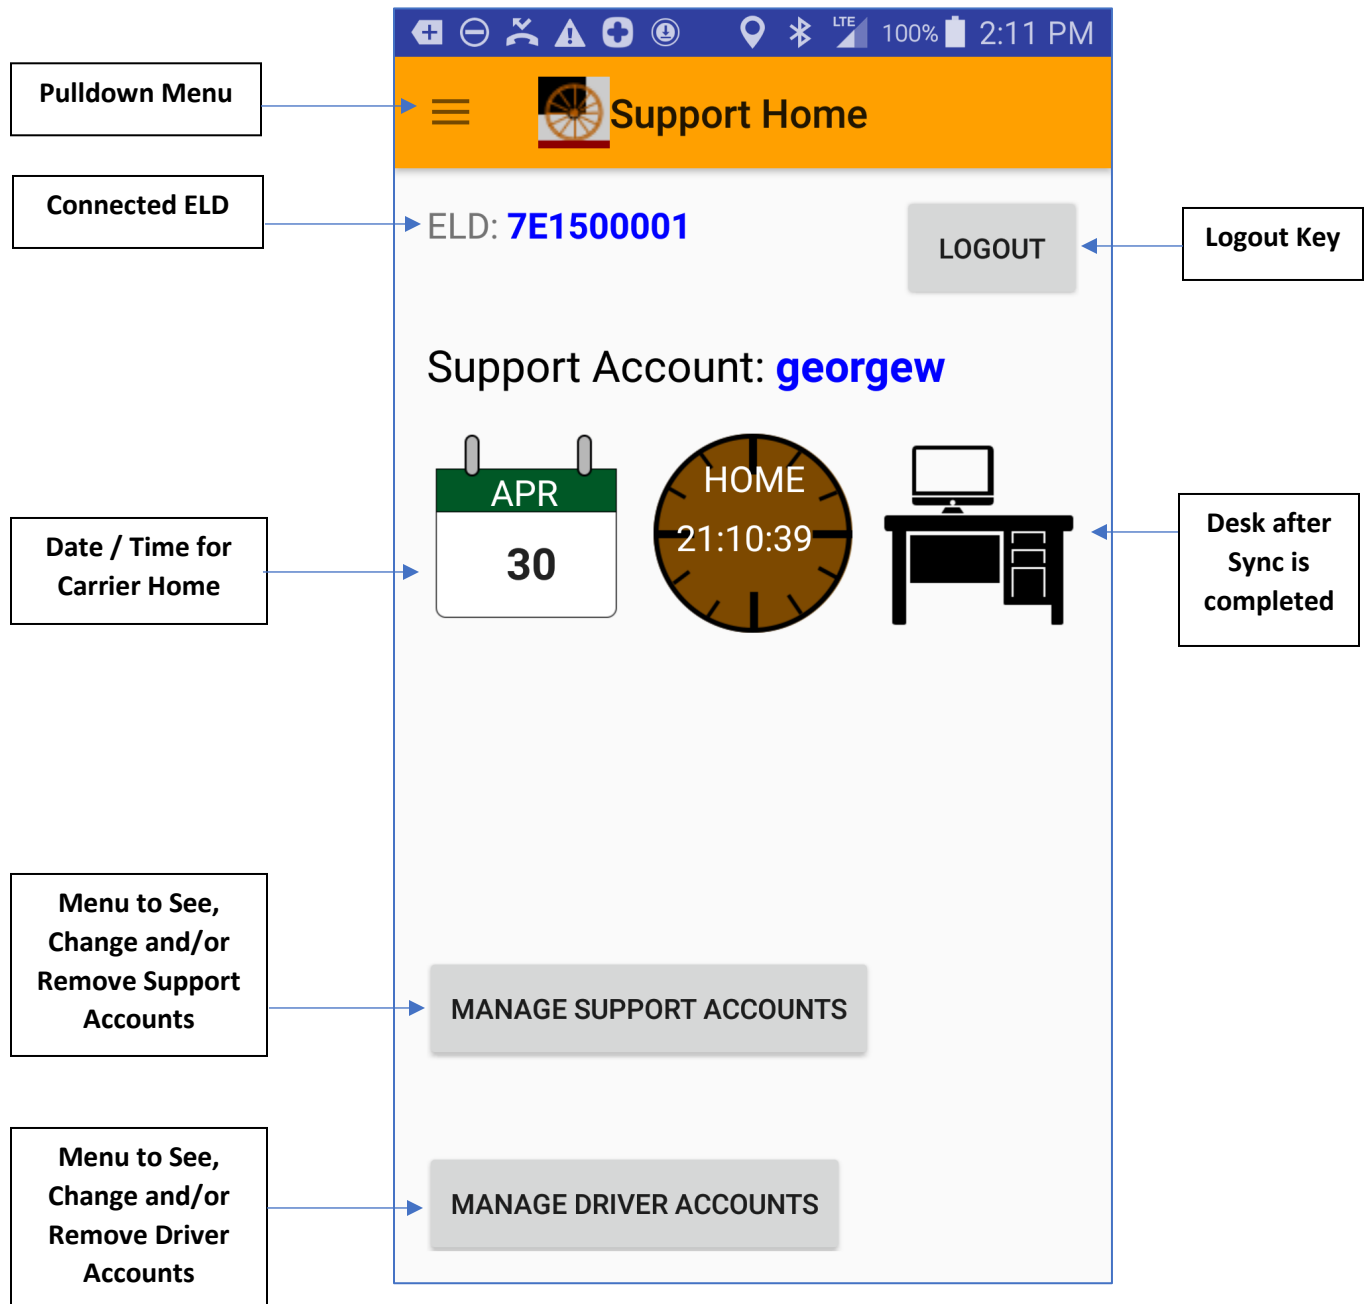 LTE
100%
2:11 PM
Pulldown Menu
Support Home
Connected ELD
ELD: 7E1500001
LOGOUT
Logout Key
Support Account: georgew
APR
30
HOME
21:10:39
Date / Time for
Carrier Home
Desk after
Sync is
completed
Menu to See,
Change and/or
Remove Support
Accounts
MANAGE SUPPORT ACCOUNTS
Menu to See,
Change and/or
Remove Driver
Accounts
MANAGE DRIVER ACCOUNTS